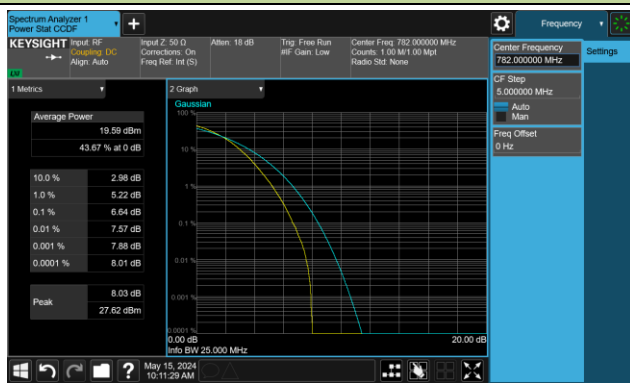 Spectrum Analyzer 1
Power Stat CCDF
+
Frequency
KEYSIGHT
Input: RF
Coupling: DC
Align: Auto
Input Z: 50 Ω
Corrections: On
Freq Ref: Int (S)
Atten: 18 dB
Trig: Free Run
#IF Gain: Low
Center Freq: 782.000000 MHz
Counts: 1.00 M/1.00 Mpt
Radio Std: None
Center Frequency
782.000000 MHz
Settings
CF Step
5.000000 MHz
Auto
Man
Freq Offset
0 Hz
1 Metrics
Average Power
19.59 dBm
43.67 % at 0 dB
10.0 % 2.98 dB
1.0 % 5.22 dB
0.1 % 6.64 dB
0.01 % 7.57 dB
0.001 % 7.88 dB
0.0001 % 8.01 dB
Peak
8.03 dB
27.62 dBm
2 Graph
Gaussian
100 %
10 %
1 %
0.1 %
0.01 %
0.001 %
0.0001 %
0.00 dB 20.00 dB
Info BW 25.000 MHz
?
May 15, 2024
10:11:29 AM